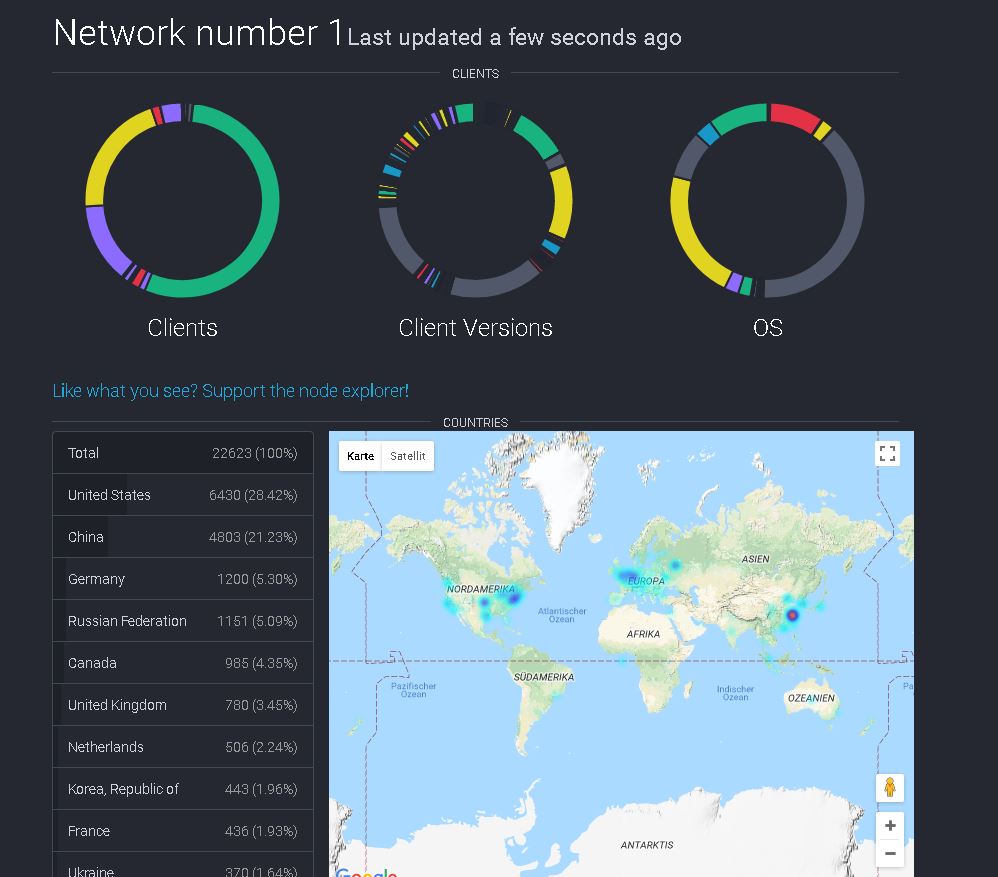 Network number 1 Last updated a few seconds ago
CLIENTS
Clients
Client Versions
OS
Like what you see? Support the node explorer!
COUNTRIES
Total 22623 (100%)
United States 6430 (28.42%)
China 4803 (21.23%)
Germany 1200 (5.30%)
Russian Federation 1151 (5.09%)
Canada 985 (4.35%)
United Kingdom 780 (3.45%)
Netherlands 506 (2.24%)
Korea, Republic of 443 (1.96%)
France 436 (1.93%)
Ukraine 370 (1.64%)
Karte Satellit
ASIEN
EUROPA
NORDAMERIKA
Atlantischer
Ozean
AFRIKA
SÜDAMERIKA
Pazifischer
Ozean
Indischer
Ozean
OZEANIEN
Pa
ANTARKTIS
Google